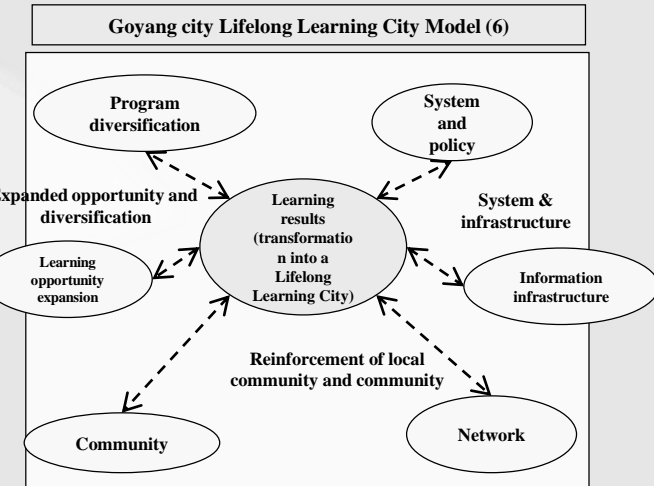 Goyang city Lifelong Learning City Model (6)
Program
diversification
System
and
policy
Expanded opportunity and
diversification
Learning
results
(transformatio
n into a
Lifelong
Learning City)
System &
infrastructure
Learning
opportunity
expansion
Information
infrastructure
Reinforcement of local
community and community
Community
Network